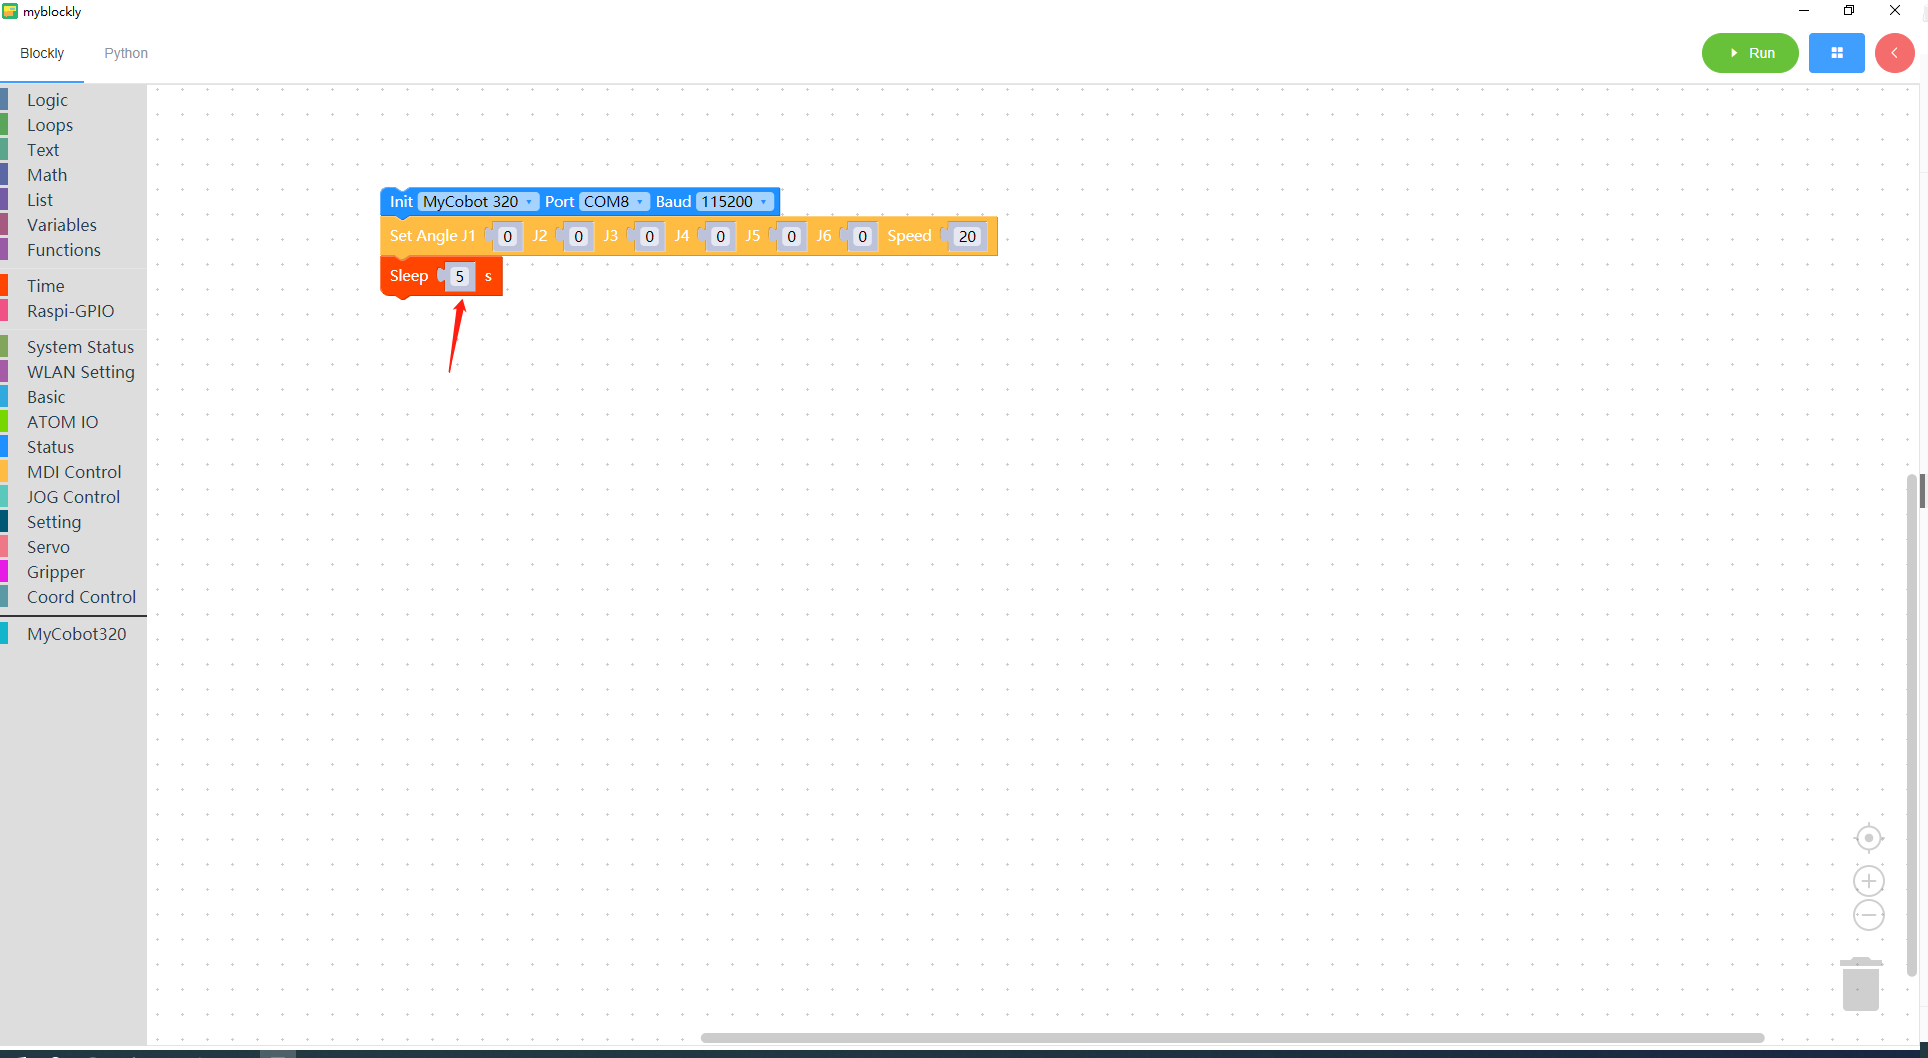 myblockly
Blockly Python
Run
Logic
Loops
Text
Math
List
Variables
Functions
Time
Raspi-GPIO
System Status
WLAN Setting
Basic
ATOM IO
Status
MDI Control
JOG Control
Setting
Servo
Gripper
Coord Control
MyCobot320
Init MyCobot 320 Port COM8 Baud 115200
Set Angle J1 0 J2 0 J3 0 J4 0 J5 0 J6 0 Speed 20
Sleep 5 s